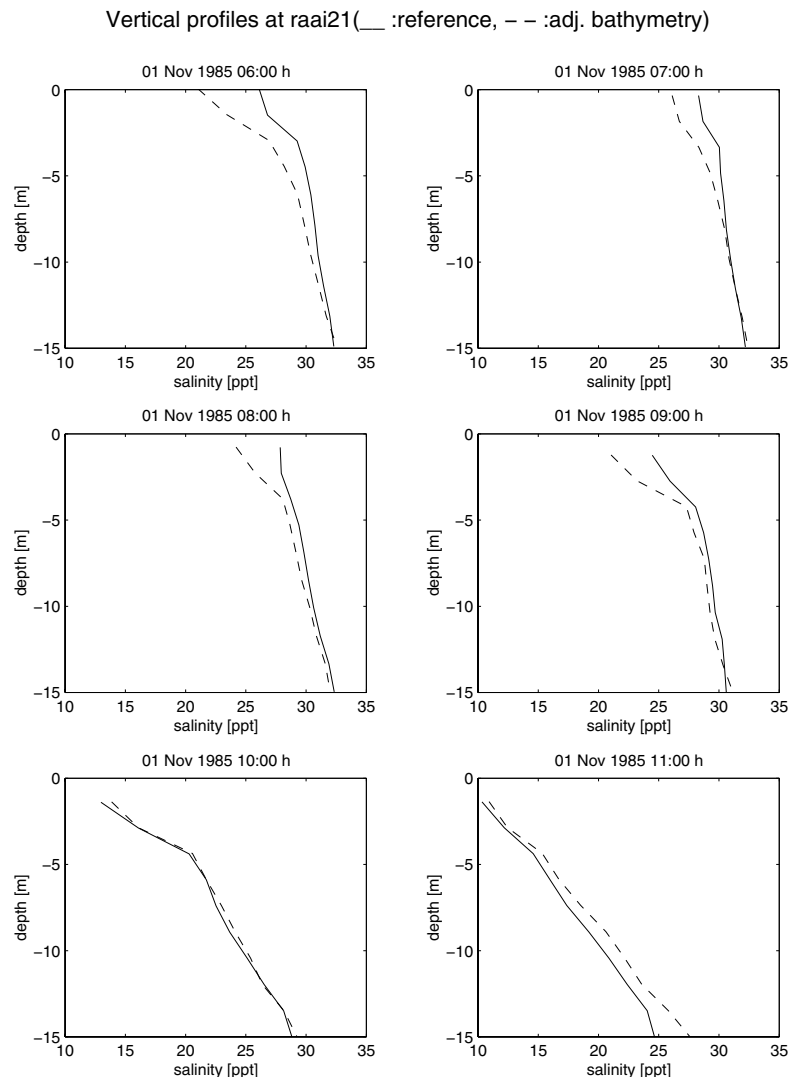 Vertical profiles at raai21(__ :reference, − − :adj. bathymetry)
01 Nov 1985 06:00 h
0
−5
−10
−15
depth [m]
10 15 20 25 30 35
salinity [ppt]
01 Nov 1985 07:00 h
0
−5
−10
−15
depth [m]
10 15 20 25 30 35
salinity [ppt]
01 Nov 1985 08:00 h
0
−5
−10
−15
depth [m]
10 15 20 25 30 35
salinity [ppt]
01 Nov 1985 09:00 h
0
−5
−10
−15
depth [m]
10 15 20 25 30 35
salinity [ppt]
01 Nov 1985 10:00 h
0
−5
−10
−15
depth [m]
10 15 20 25 30 35
salinity [ppt]
01 Nov 1985 11:00 h
0
−5
−10
−15
depth [m]
10 15 20 25 30 35
salinity [ppt]